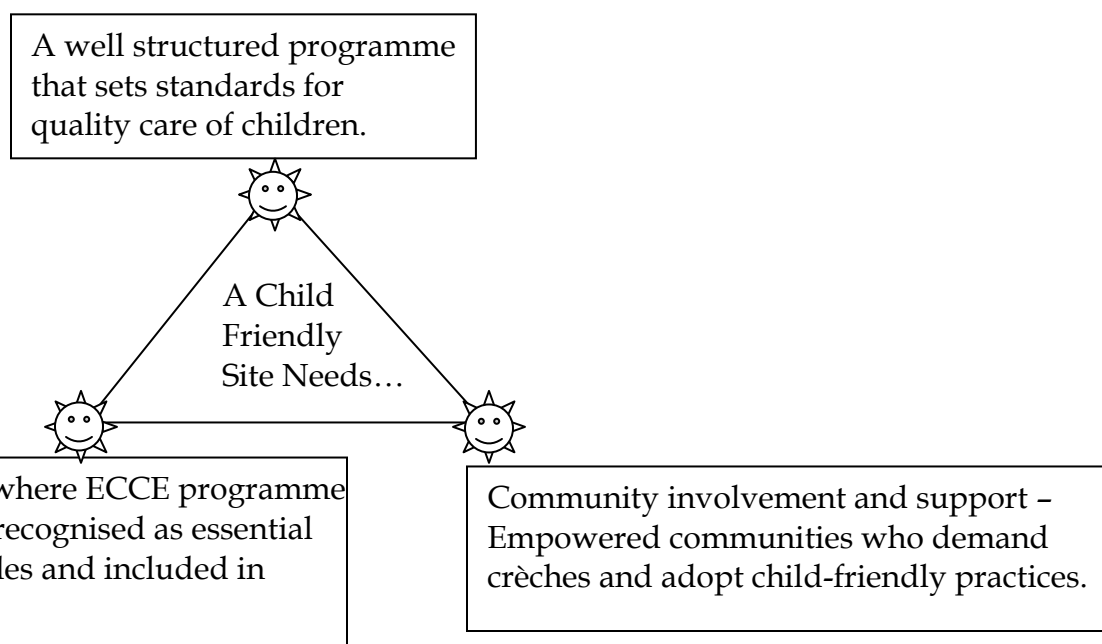 A well structured programme
that sets standards for
quality care of children.
A Child
Friendly
Site Needs…
where ECCE programme
recognised as essential
and included in
Community involvement and support –
Empowered communities who demand
crèches and adopt child-friendly practices.